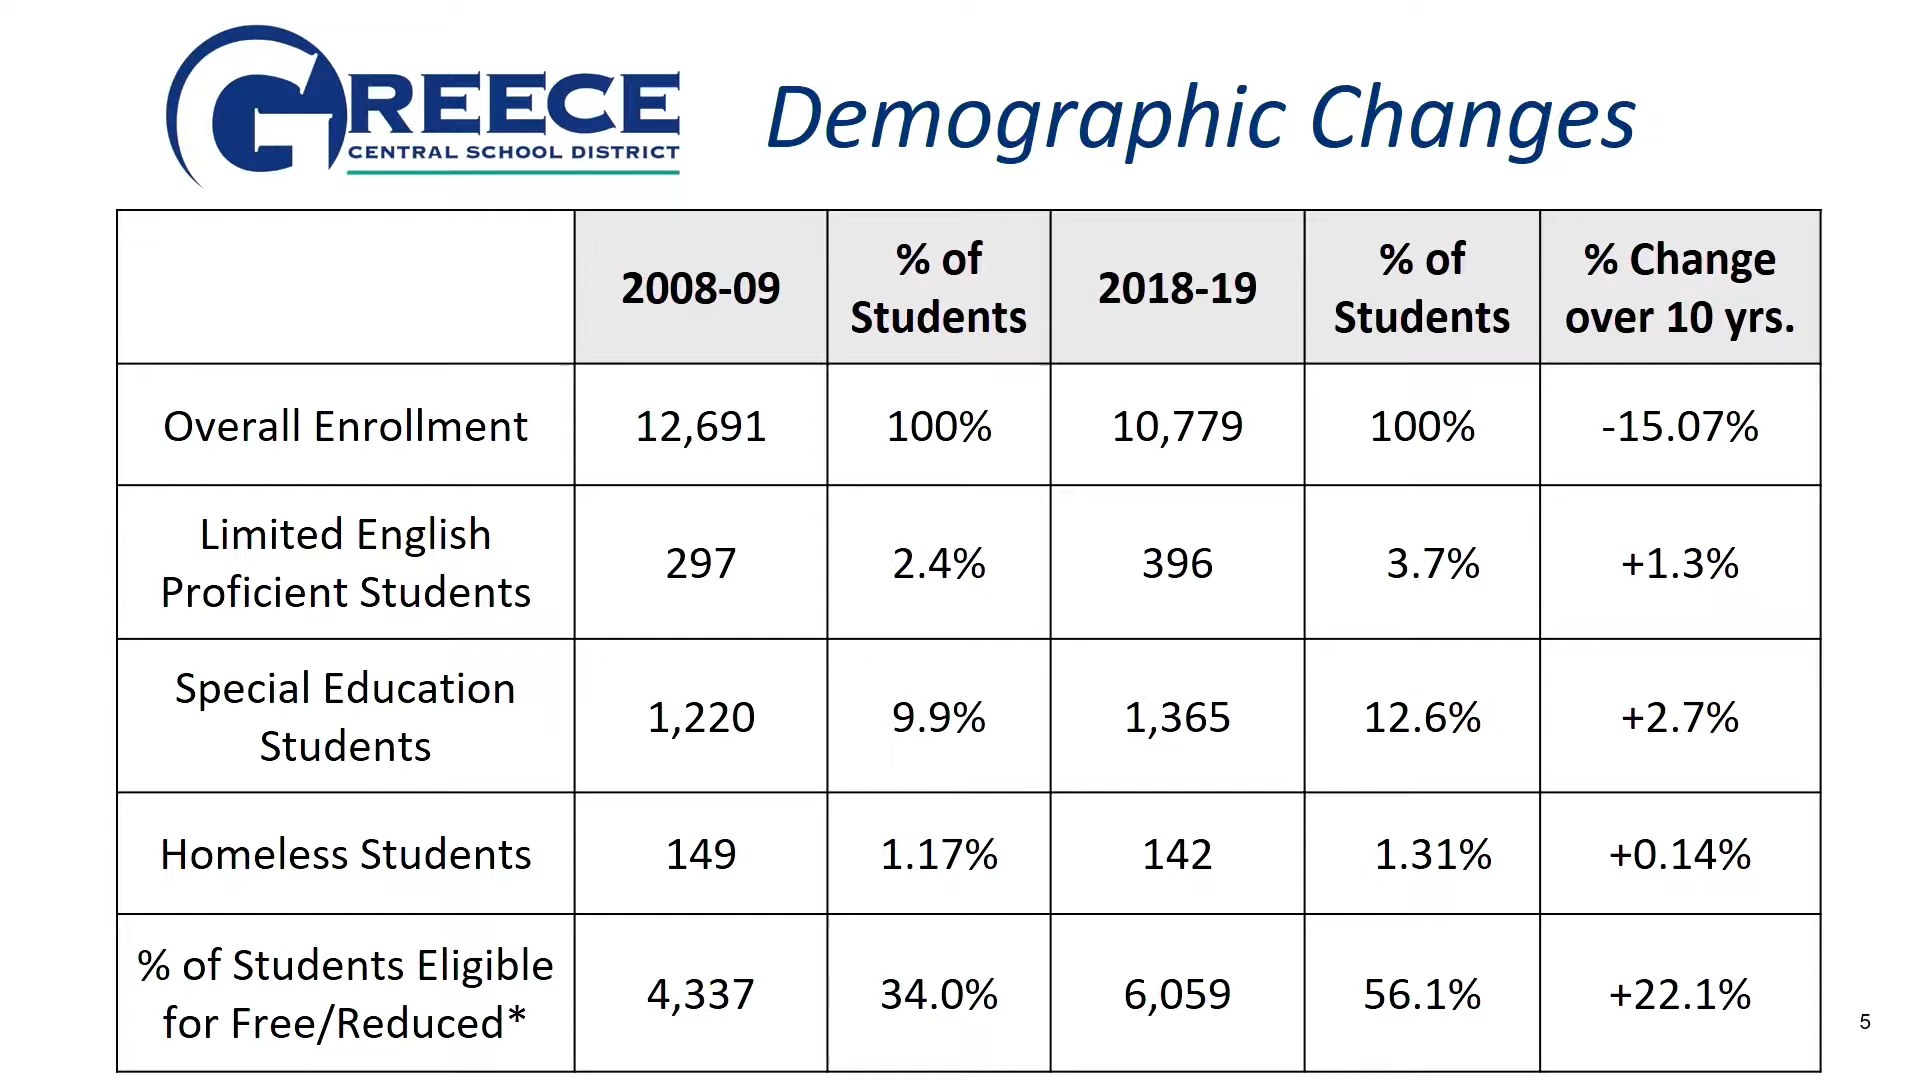 GREECE
CENTRAL SCHOOL DISTRICT
Demographic Changes
2008-09
% of
Students
2018-19
% of
Students
% Change
over 10 yrs.
Overall Enrollment
12,691
100%
10,779
100%
-15.07%
Limited English
Proficient Students
297
2.4%
396
3.7%
+1.3%
Special Education
Students
1,220
9.9%
1,365
12.6%
+2.7%
Homeless Students
149
1.17%
142
1.31%
+0.14%
% of Students Eligible
for Free/Reduced*
4,337
34.0%
6,059
56.1%
+22.1%
5